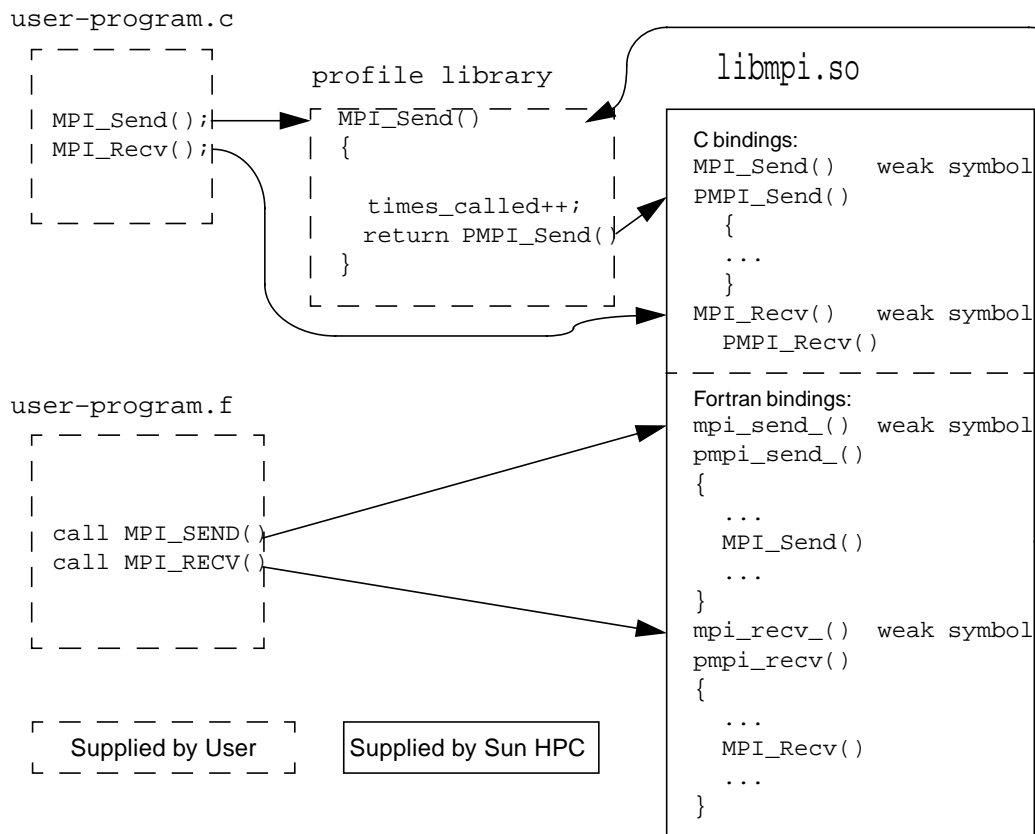 user–program.c
MPI_Send();
MPI_Recv();
profile library
MPI_Send()
{
times_called++;
return PMPI_Send()
}
libmpi.so
C bindings:
MPI_Send() weak symbol
PMPI_Send()
{
...
}
MPI_Recv() weak symbol
PMPI_Recv()
user–program.f
call MPI_SEND()
call MPI_RECV()
Fortran bindings:
mpi_send_() weak symbol
pmpi_send_()
{
...
MPI_Send()
...
}
mpi_recv_() weak symbol
pmpi_recv()
{
...
MPI_Recv()
...
}
Supplied by User
Supplied by Sun HPC